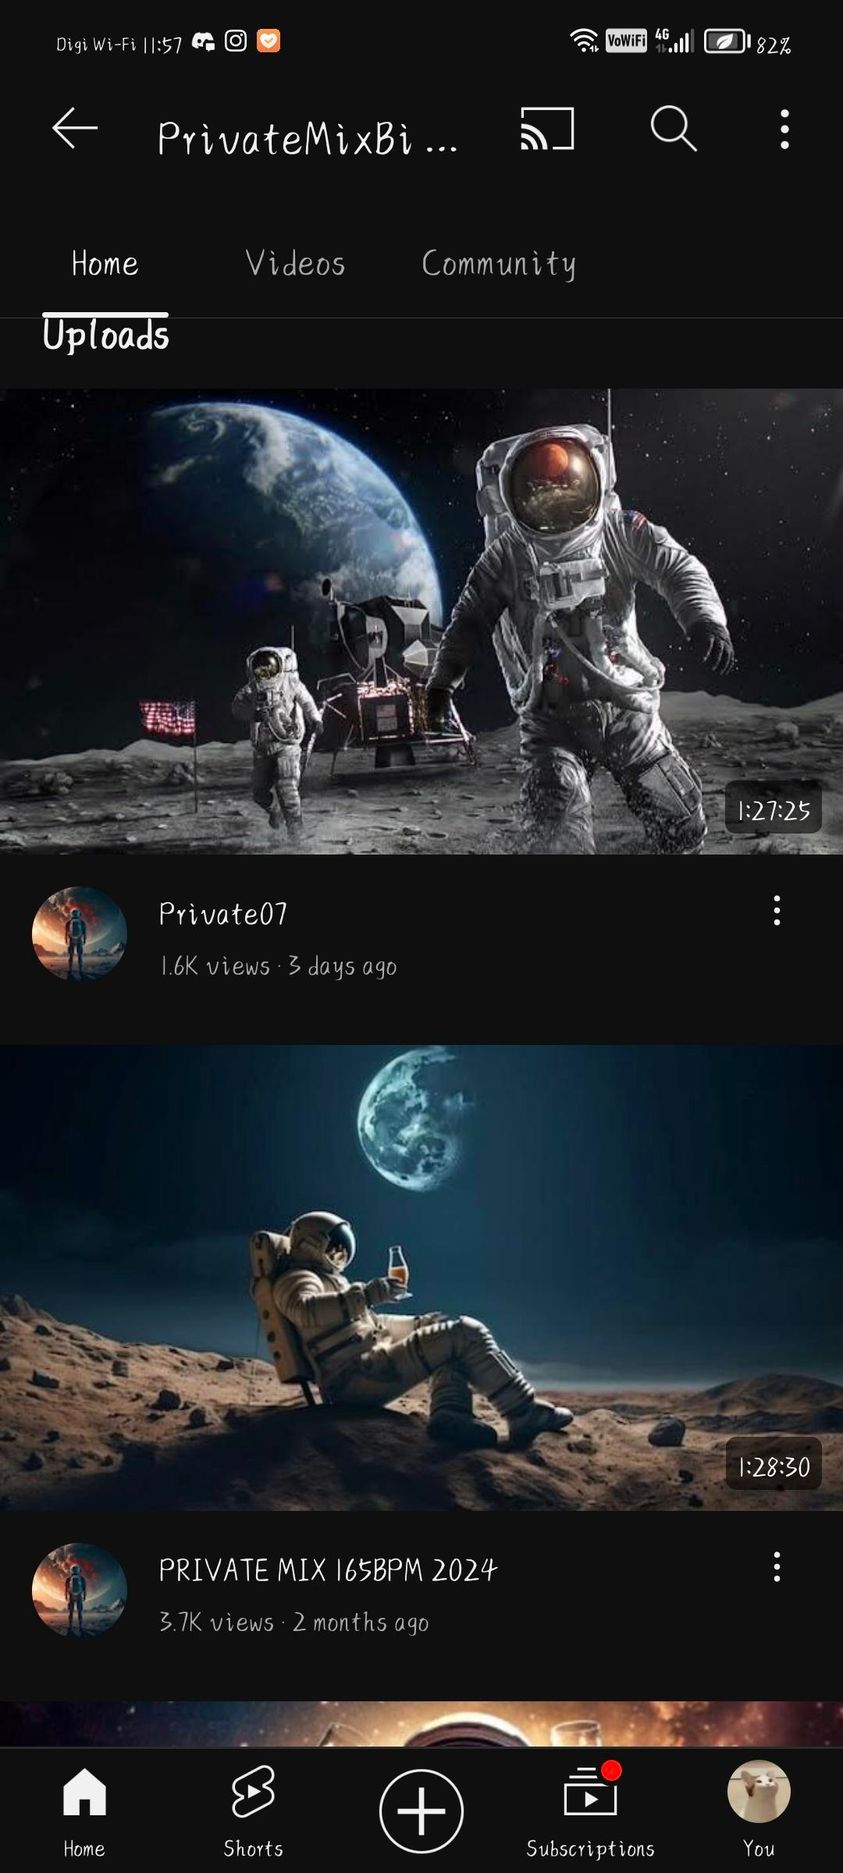 Digi Wi-Fi 11:57 VoWiFi 4G 82%
PrivateMixBi ...
Home Videos Community
Uploads
1:27:25
Private07
1.6K views · 3 days ago
1:28:30
PRIVATE MIX 165BPM 2024
3.7K views · 2 months ago
Home Shorts Subscriptions You